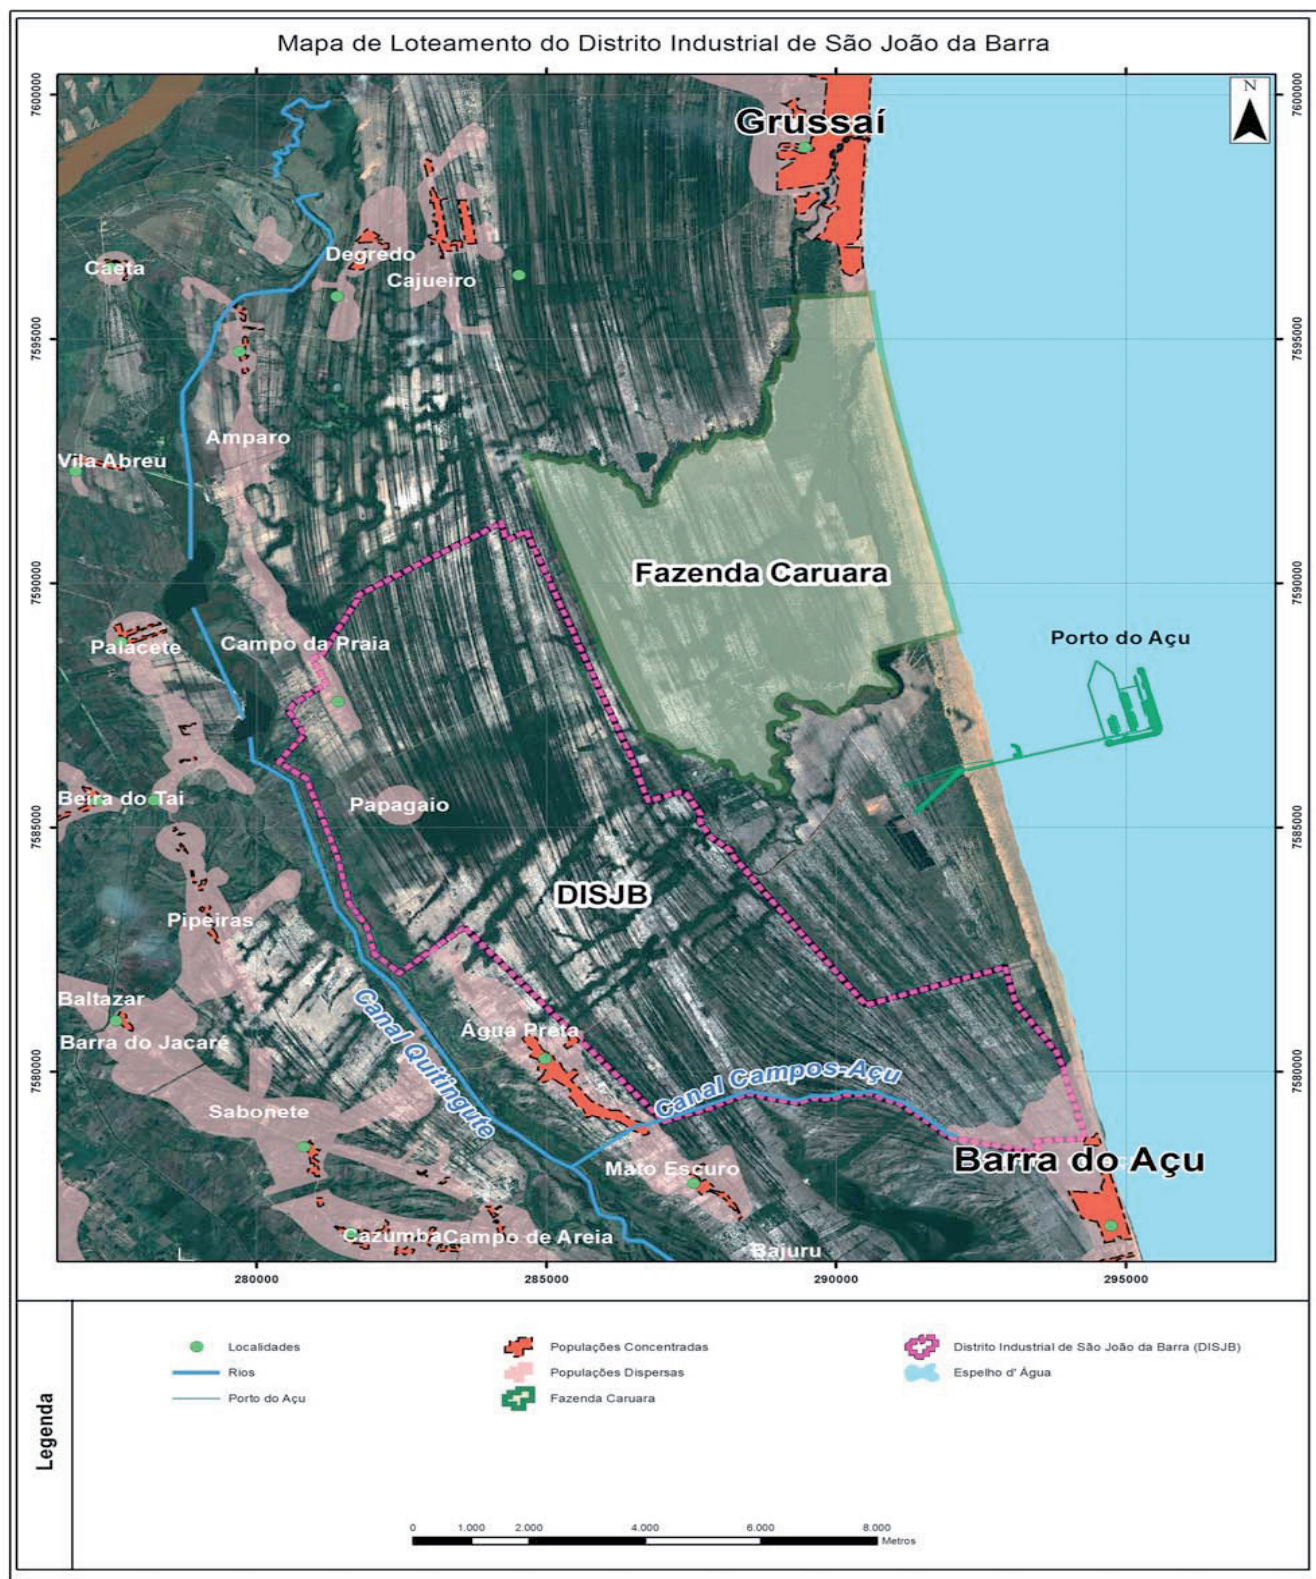 Mapa de Loteamento do Distrito Industrial de São João da Barra
7600000
7600000
N
Grussaí
Degredo
Caeta
Cajueiro
7595000
7595000
Amparo
Vila Abreu
Fazenda Caruara
7590000
7590000
Campo da Praia
Palacete
Porto do Açu
Beira do Tai
Papagaio
7585000
7585000
DISJB
Pipeiras
Baltazar
Canal Quitingute
Água Preta
Barra do Jacaré
7580000
7580000
Canal Campos-Açu
Sabonete
Mato Escuro
Barra do Açu
Cazumba
Campo de Areia
Bajuru
280000
285000
290000
295000
Legenda
Localidades
Rios
Porto do Açu
Populações Concentradas
Populações Dispersas
Fazenda Caruara
Distrito Industrial de São João da Barra (DISJB)
Espelho d' Água
0 1.000 2.000 4.000 6.000 8.000
Metros